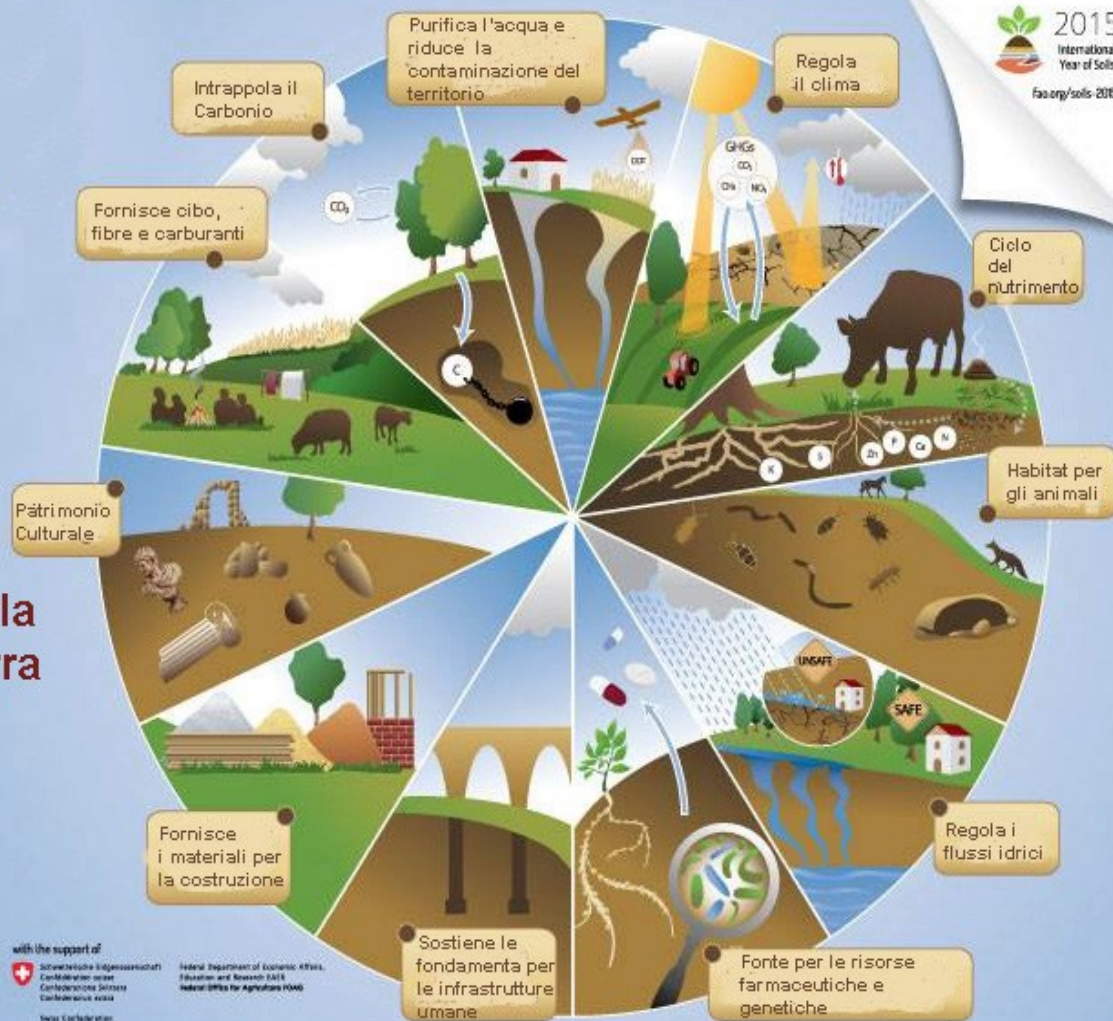 2015
International
Year of Soils
fao.org/soils-2015
Purifica l'acqua e
riduce la
contaminazione del
territorio
Regola
il clima
Intrappola il
Carbonio
Fornisce cibo,
fibre e carburanti
CO₂
DDT
GHGs
CO₂
CH₄
NO₂
Ciclo
del
nutrimento
C
K
S
Zn
P
Ca
N
Habitat per
gli animali
Patrimonio
Culturale
la
rra
UNSAFE
SAFE
Fornisce
i materiali per
la costruzione
Regola i
flussi idrici
Sostiene le
fondamenta per
le infrastrutture
umane
Fonte per le risorse
farmaceutiche e
genetiche
with the support of
Schweizerische Eidgenossenschaft
Confédération suisse
Confederazione Svizzera
Confederaziun svizra
Swiss Confederation
Federal Department of Economic Affairs,
Education and Research EAER
Federal Office for Agriculture FOAG